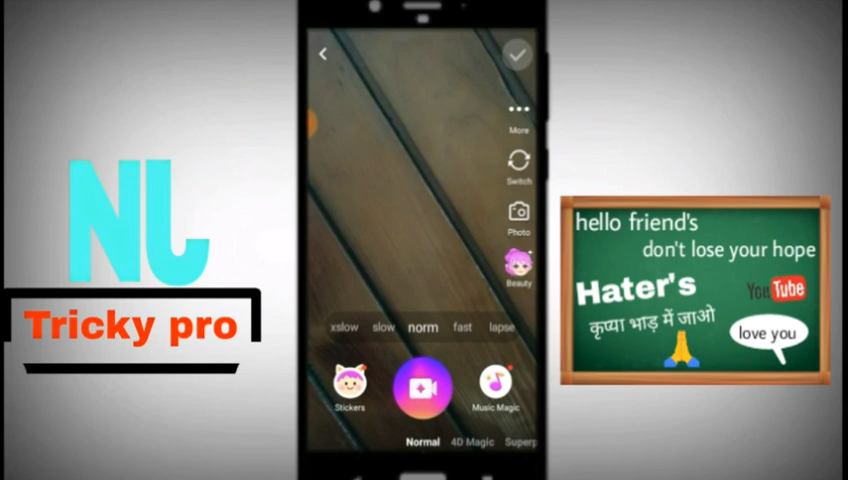 NJ
Tricky pro
More
Switch
Photo
Beauty
xslow slow norm fast lapse
Stickers
Music Magic
Normal 4D Magic Superp
hello friend's
don't lose your hope
Hater's
YouTube
कृप्या भाड़ में जाओ
love you